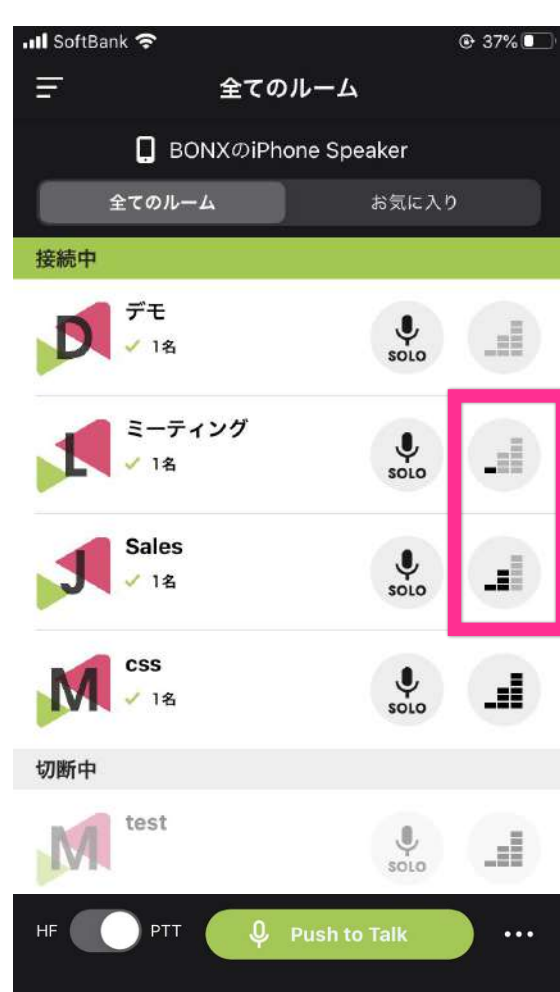 SoftBank 37%
全てのルーム
BONXのiPhone Speaker
全てのルーム お気に入り
接続中
D デモ
✓ 1名
SOLO
L ミーティング
✓ 1名
SOLO
J Sales
✓ 1名
SOLO
M css
✓ 1名
SOLO
切断中
M test
SOLO
HF PTT Push to Talk ...